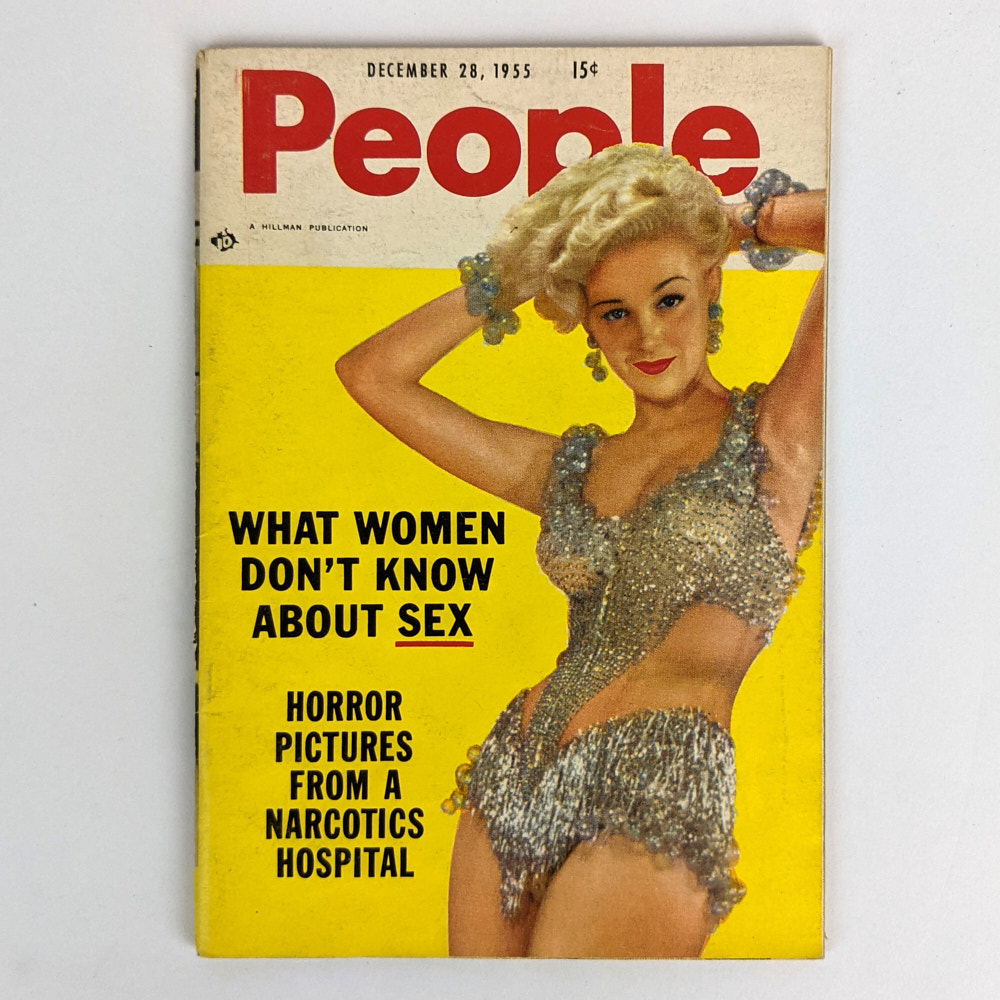 DECEMBER 28, 1955 15¢
People
A HILLMAN PUBLICATION
WHAT WOMEN
DON'T KNOW
ABOUT SEX
HORROR
PICTURES
FROM A
NARCOTICS
HOSPITAL